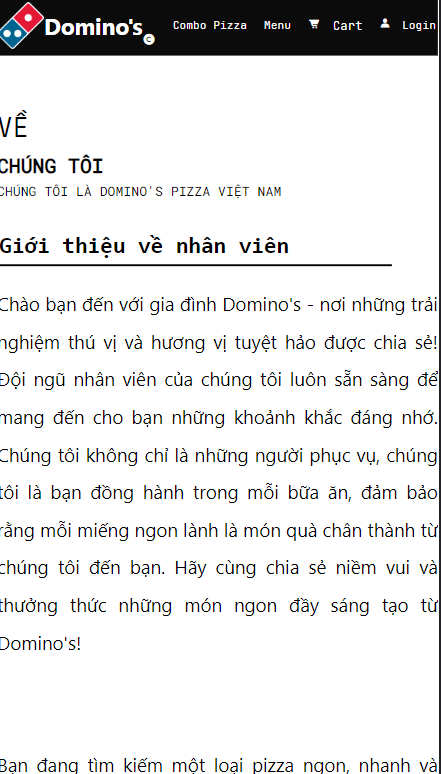 Domino's
©
Combo Pizza Menu Cart Login
VỀ
CHÚNG TÔI
CHÚNG TÔI LÀ DOMINO'S PIZZA VIỆT NAM
Giới thiệu về nhân viên
Chào bạn đến với gia đình Domino's - nơi những trải
nghiệm thú vị và hương vị tuyệt hảo được chia sẻ!
Đội ngũ nhân viên của chúng tôi luôn sẵn sàng để
mang đến cho bạn những khoảnh khắc đáng nhớ.
Chúng tôi không chỉ là những người phục vụ, chúng
tôi là bạn đồng hành trong mỗi bữa ăn, đảm bảo
rằng mỗi miếng ngon lành là món quà chân thành từ
chúng tôi đến bạn. Hãy cùng chia sẻ niềm vui và
thưởng thức những món ngon đầy sáng tạo từ
Domino's!
Bạn đang tìm kiếm một loại pizza ngon, nhanh và